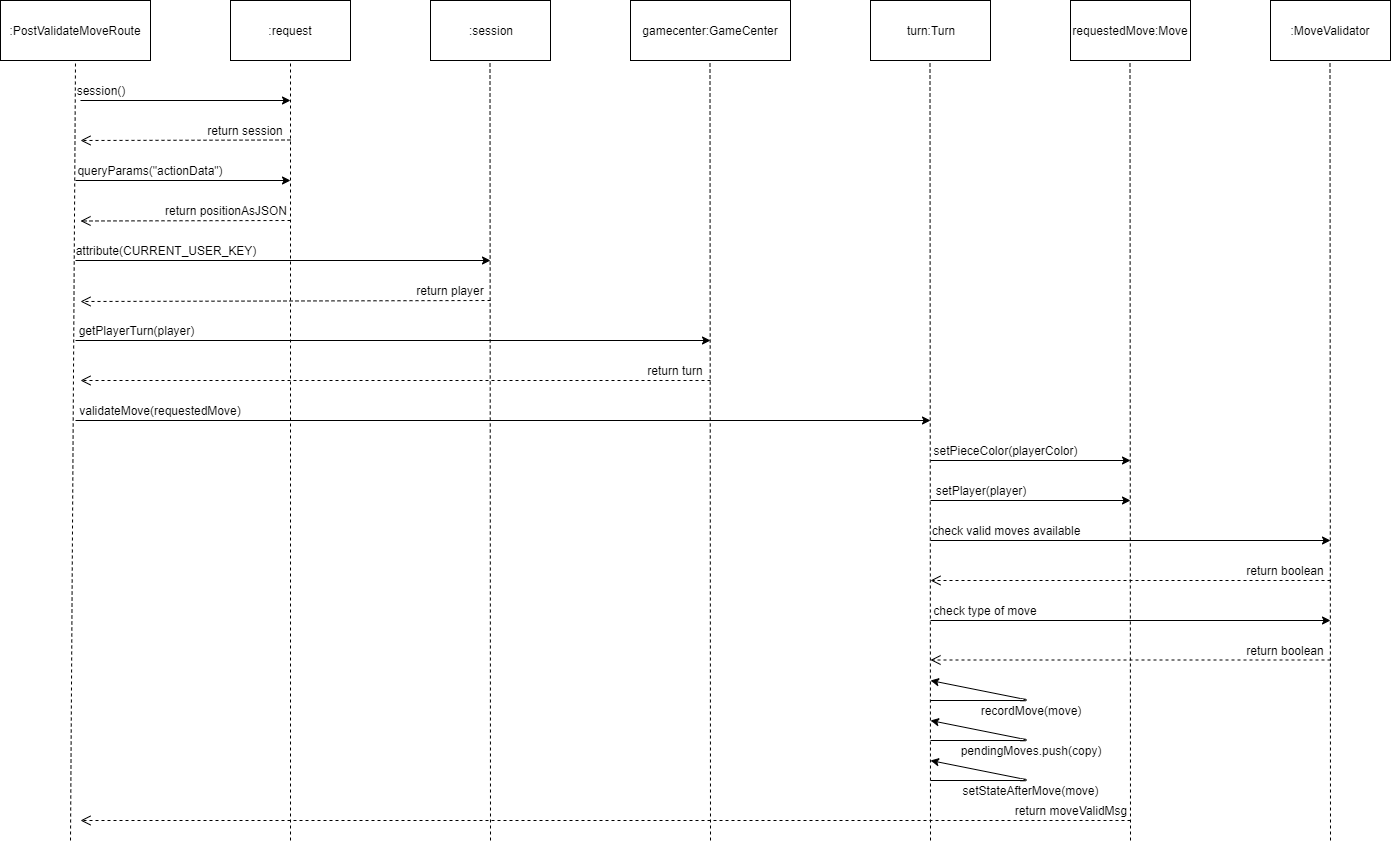 :PostValidateMoveRoute
:request
:session
gamecenter:GameCenter
turn:Turn
requestedMove:Move
:MoveValidator
session()
return session
queryParams("actionData")
return positionAsJSON
attribute(CURRENT_USER_KEY)
return player
getPlayerTurn(player)
return turn
validateMove(requestedMove)
setPieceColor(playerColor)
setPlayer(player)
check valid moves available
return boolean
check type of move
return boolean
recordMove(move)
pendingMoves.push(copy)
setStateAfterMove(move)
return moveValidMsg